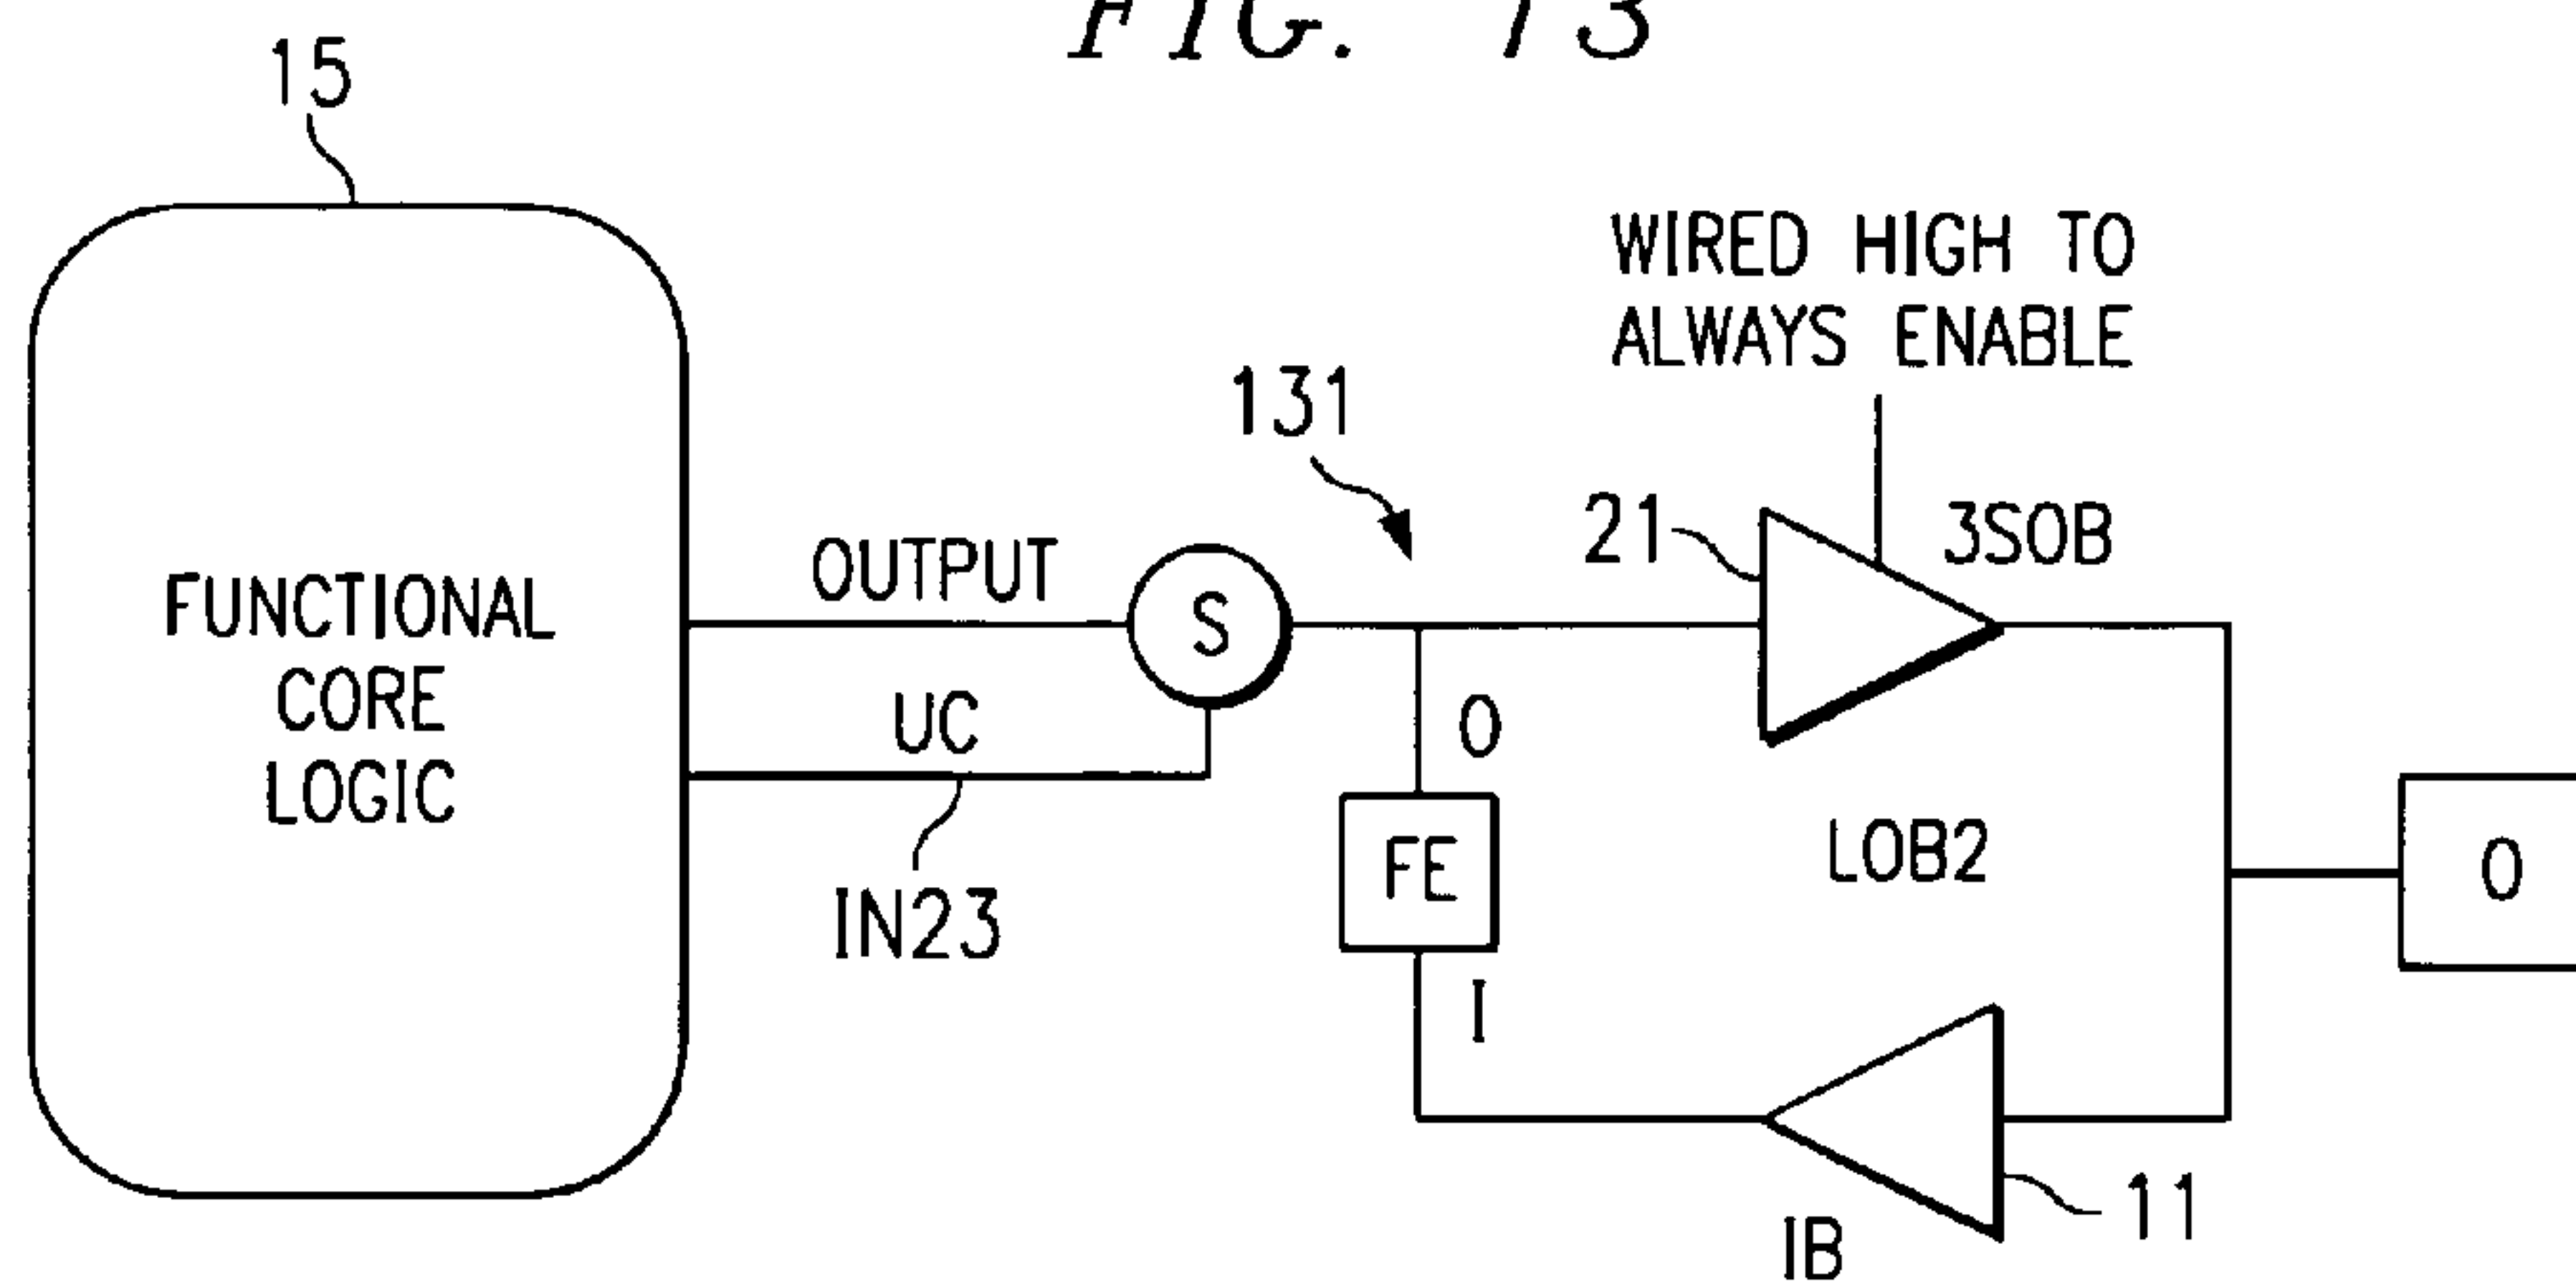 FIG. 13
15
WIRED HIGH TO
ALWAYS ENABLE
131
21
3SOB
OUTPUT
S
FUNCTIONAL
CORE
LOGIC
UC
O
FE
LOB2
O
IN23
I
11
IB